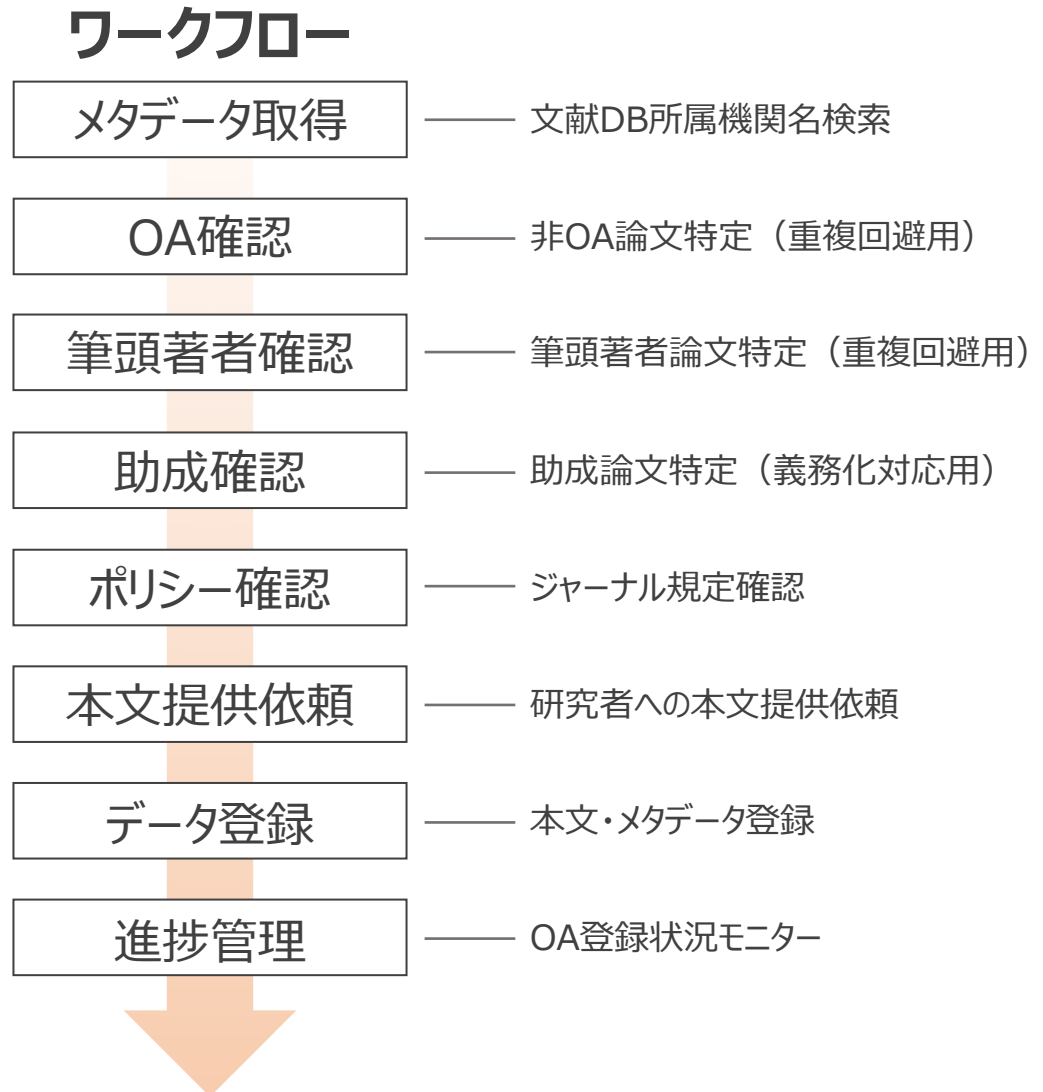 ワークフロー
メタデータ取得
文献DB所属機関名検索
OA確認
非OA論文特定（重複回避用）
筆頭著者確認
筆頭著者論文特定（重複回避用）
助成確認
助成論文特定（義務化対応用）
ポリシー確認
ジャーナル規定確認
本文提供依頼
研究者への本文提供依頼
データ登録
本文・メタデータ登録
進捗管理
OA登録状況モニター